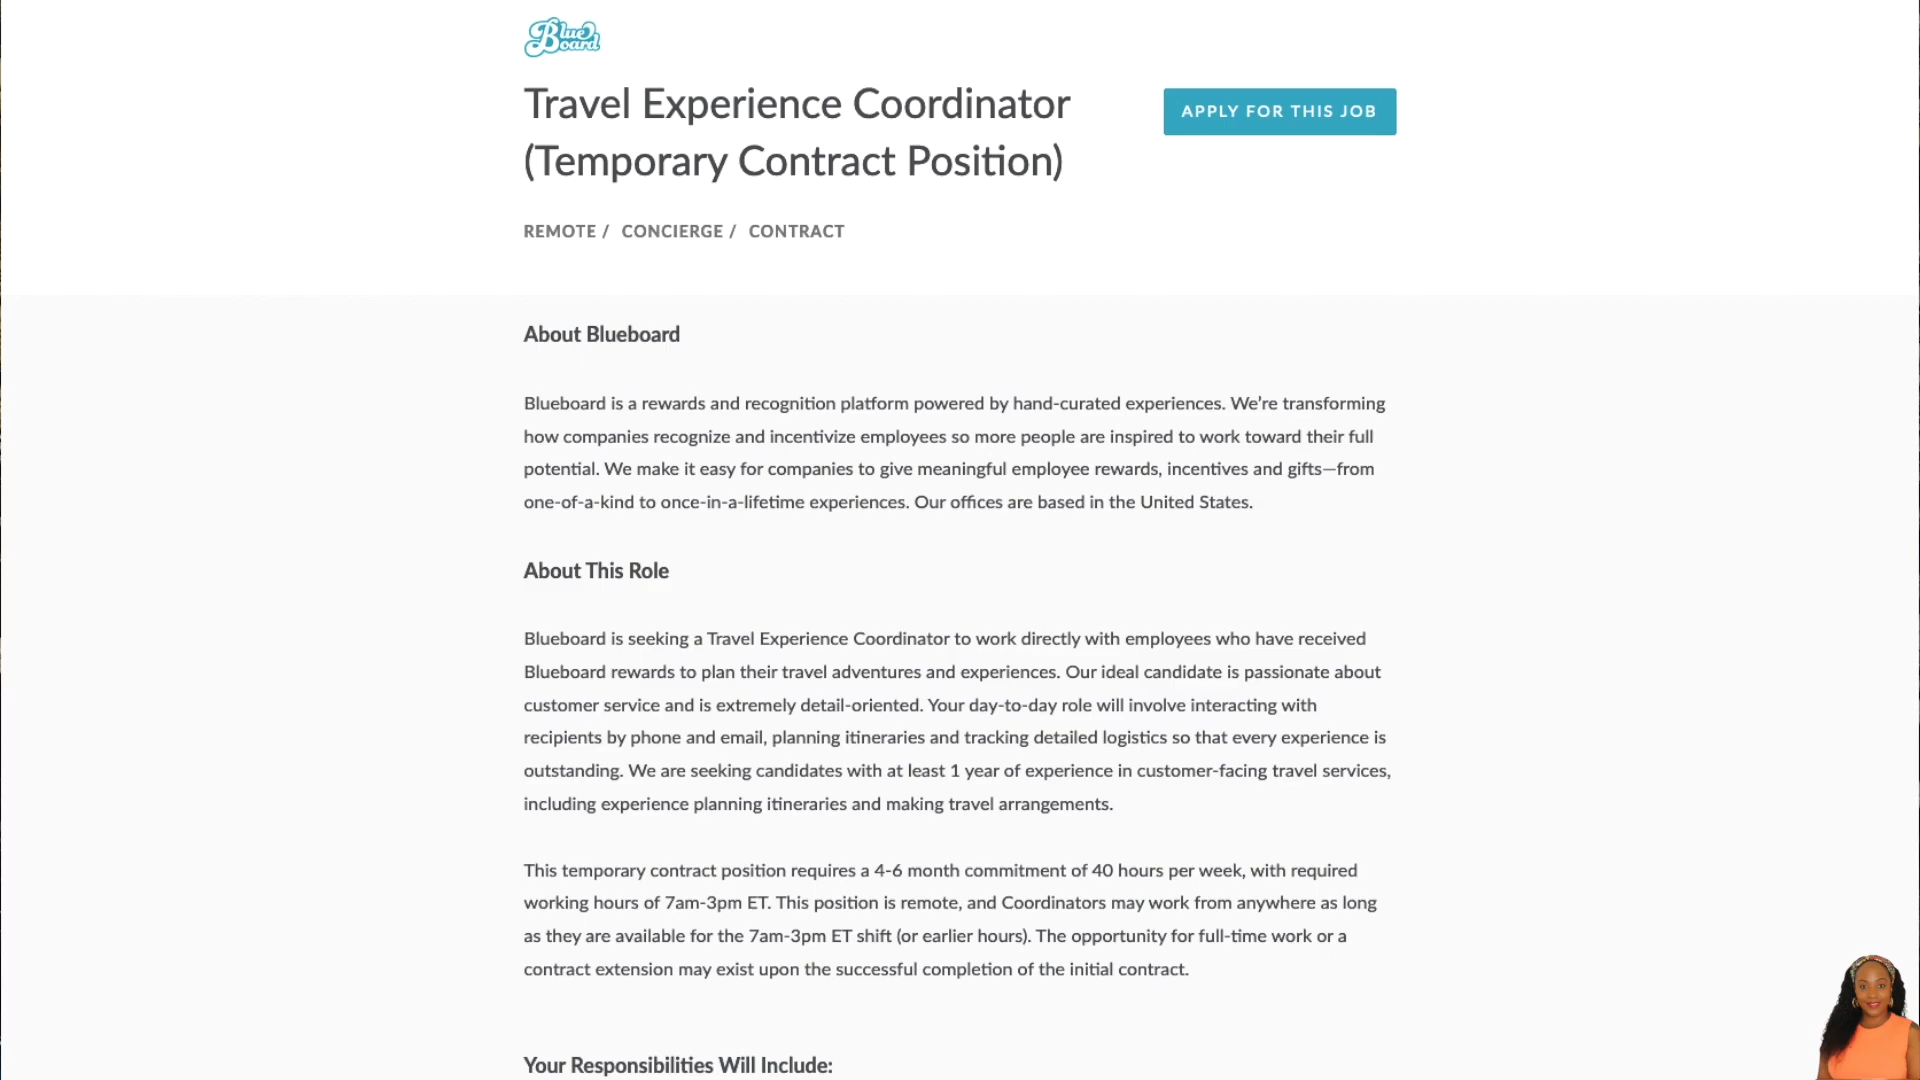 Blue
Board
Travel Experience Coordinator
(Temporary Contract Position)
APPLY FOR THIS JOB
REMOTE / CONCIERGE / CONTRACT
About Blueboard
Blueboard is a rewards and recognition platform powered by hand-curated experiences. We're transforming
how companies recognize and incentivize employees so more people are inspired to work toward their full
potential. We make it easy for companies to give meaningful employee rewards, incentives and gifts—from
one-of-a-kind to once-in-a-lifetime experiences. Our offices are based in the United States.
About This Role
Blueboard is seeking a Travel Experience Coordinator to work directly with employees who have received
Blueboard rewards to plan their travel adventures and experiences. Our ideal candidate is passionate about
customer service and is extremely detail-oriented. Your day-to-day role will involve interacting with
recipients by phone and email, planning itineraries and tracking detailed logistics so that every experience is
outstanding. We are seeking candidates with at least 1 year of experience in customer-facing travel services,
including experience planning itineraries and making travel arrangements.
This temporary contract position requires a 4-6 month commitment of 40 hours per week, with required
working hours of 7am-3pm ET. This position is remote, and Coordinators may work from anywhere as long
as they are available for the 7am-3pm ET shift (or earlier hours). The opportunity for full-time work or a
contract extension may exist upon the successful completion of the initial contract.
Your Responsibilities Will Include: